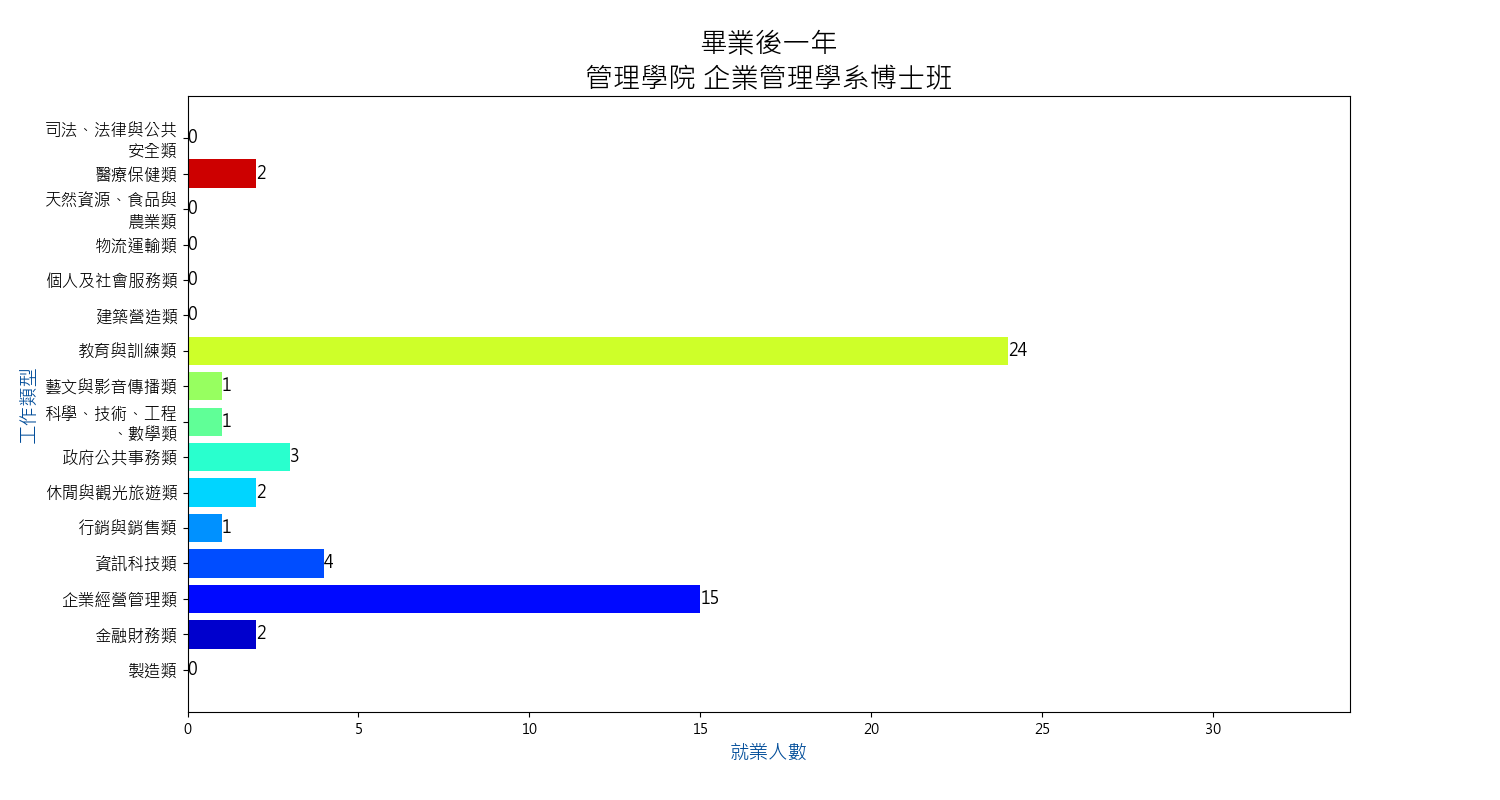 畢業後一年
管理學院 企業管理學系博士班
司法、法律與公共
安全類
0
醫療保健類
2
天然資源、食品與
農業類
0
物流運輸類
0
個人及社會服務類
0
建築營造類
0
教育與訓練類
24
藝文與影音傳播類
1
科學、技術、工程
、數學類
1
政府公共事務類
3
休閒與觀光旅遊類
2
行銷與銷售類
1
資訊科技類
4
企業經營管理類
15
金融財務類
2
製造類
0
工作類型
0 5 10 15 20 25 30
就業人數